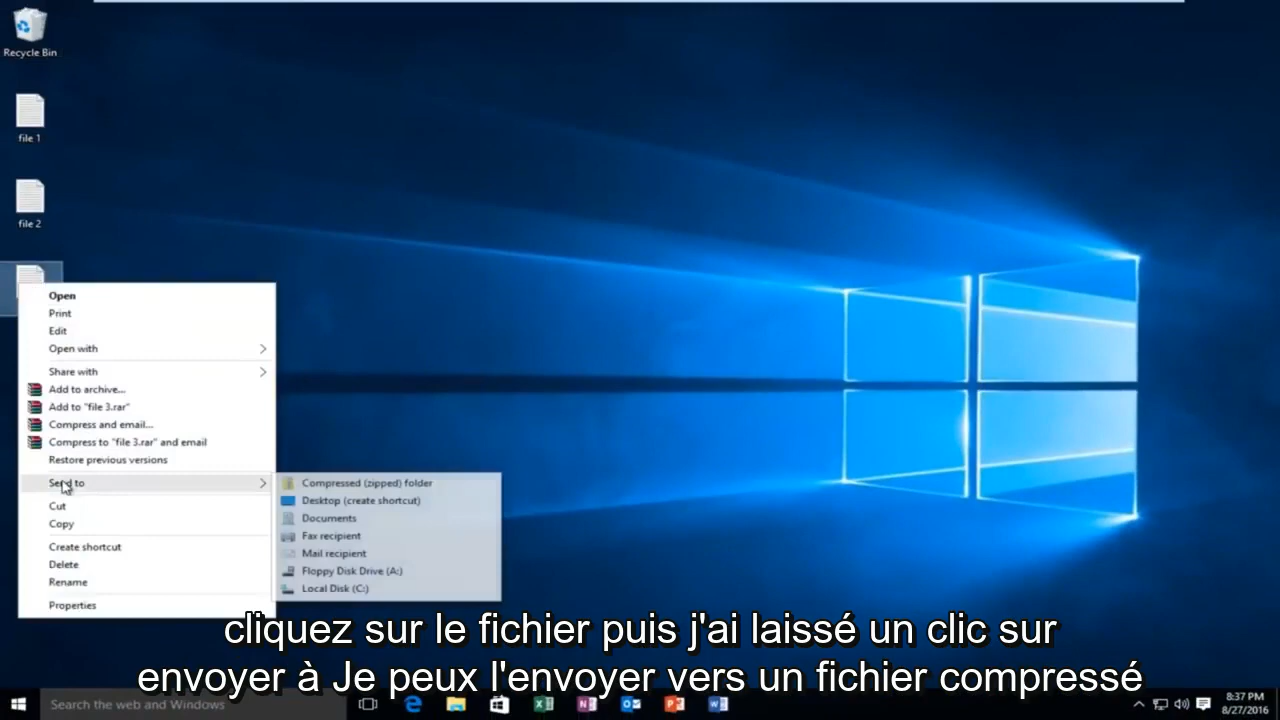 Recycle Bin
file 1
file 2
Open
Print
Edit
Open with
Share with
Add to archive...
Add to "file 3.rar"
Compress and email...
Compress to "file 3.rar" and email
Restore previous versions
Send to
Cut
Copy
Create shortcut
Delete
Rename
Properties
Compressed (zipped) folder
Desktop (create shortcut)
Documents
Fax recipient
Mail recipient
Floppy Disk Drive (A:)
Local Disk (C:)
cliquez sur le fichier puis j'ai laissé un clic sur
envoyer à Je peux l'envoyer vers un fichier compressé
Search the web and Windows
8:37 PM
8/27/2016